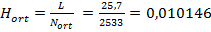 H_ort = L / N_ort = 25,7 / 2533 = 0,010146